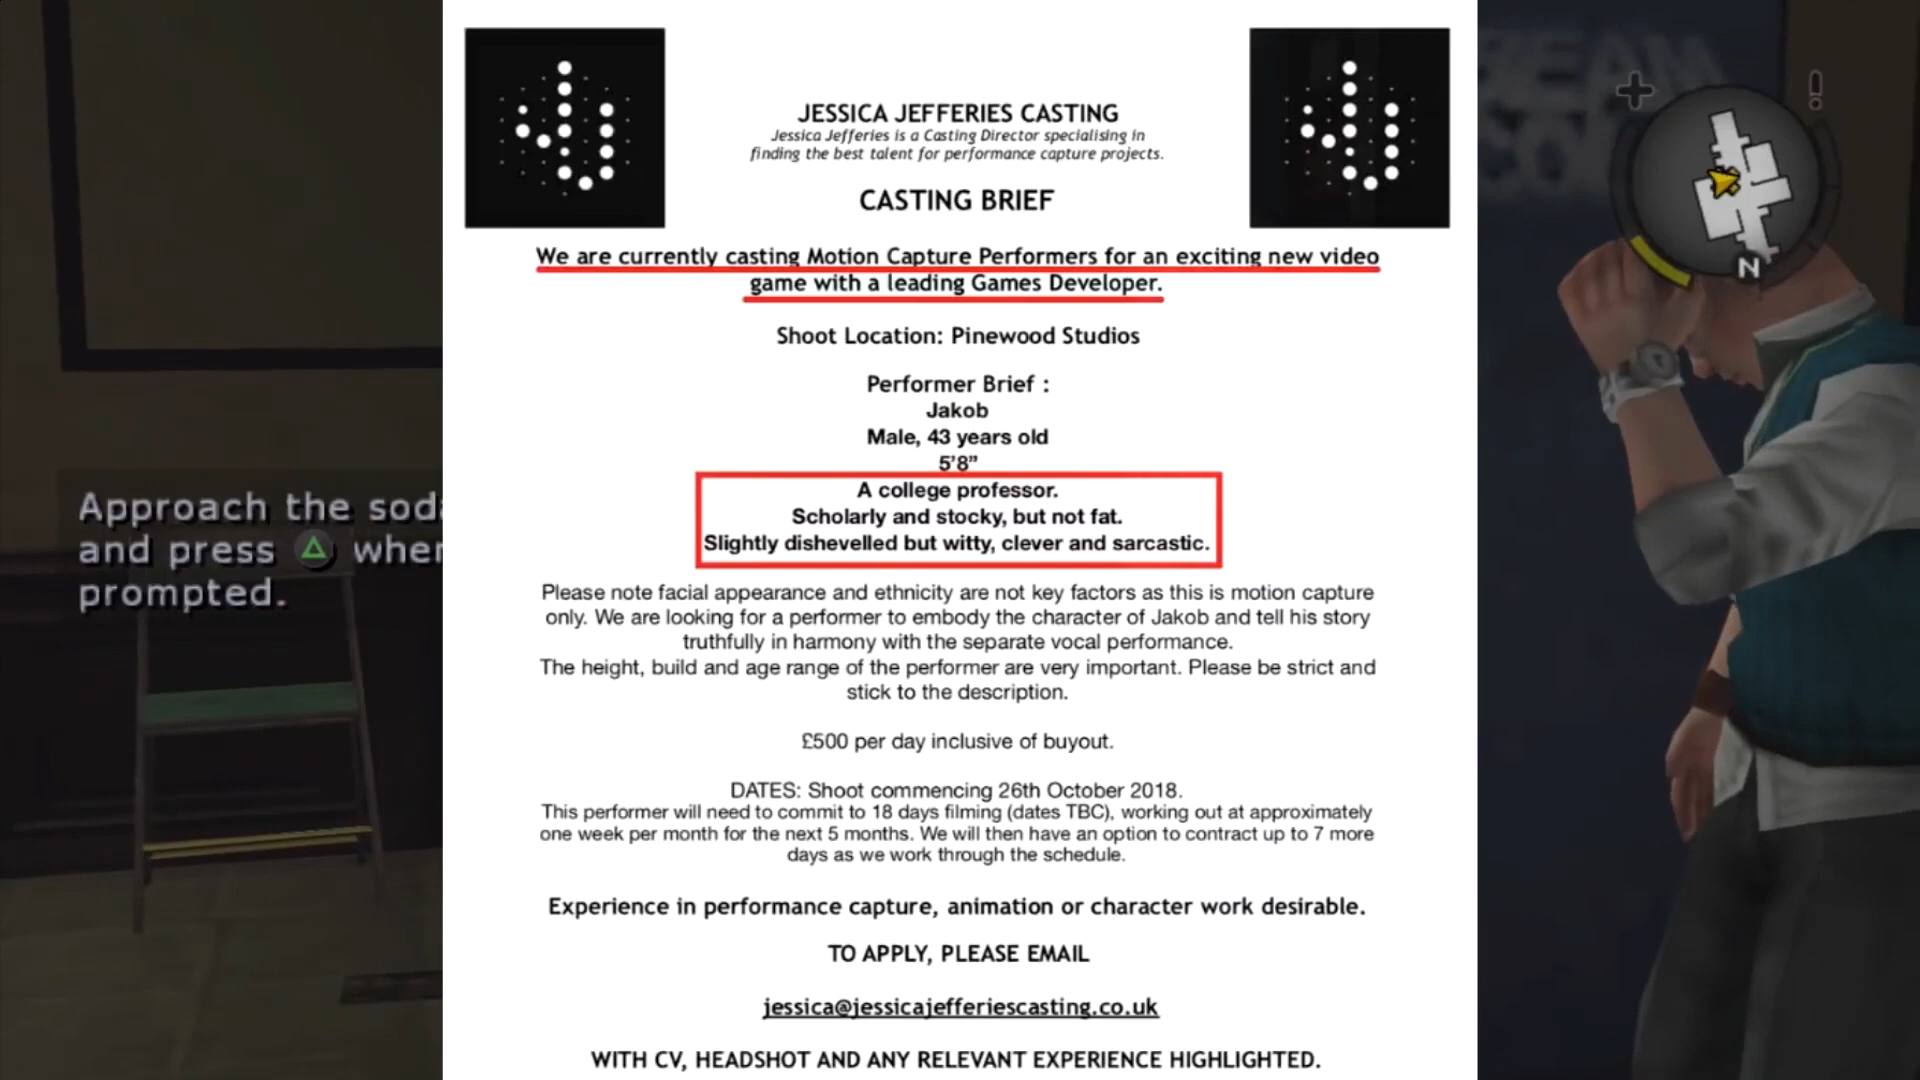 JESSICA JEFFERIES CASTING
Jessica Jefferies is a Casting Director specialising in
finding the best talent for performance capture projects.
CASTING BRIEF
We are currently casting Motion Capture Performers for an exciting new video
game with a leading Games Developer.
Shoot Location: Pinewood Studios
Performer Brief :
Jakob
Male, 43 years old
5'8”
A college professor.
Scholarly and stocky, but not fat.
Slightly dishevelled but witty, clever and sarcastic.
Please note facial appearance and ethnicity are not key factors as this is motion capture
only. We are looking for a performer to embody the character of Jakob and tell his story
truthfully in harmony with the separate vocal performance.
The height, build and age range of the performer are very important. Please be strict and
stick to the description.
£500 per day inclusive of buyout.
DATES: Shoot commencing 26th October 2018.
This performer will need to commit to 18 days filming (dates TBC), working out at approximately
one week per month for the next 5 months. We will then have an option to contract up to 7 more
days as we work through the schedule.
Experience in performance capture, animation or character work desirable.
TO APPLY, PLEASE EMAIL
jessica@jessicajefferiescasting.co.uk
WITH CV, HEADSHOT AND ANY RELEVANT EXPERIENCE HIGHLIGHTED.
Approach the sod
and press wher
prompted.
N